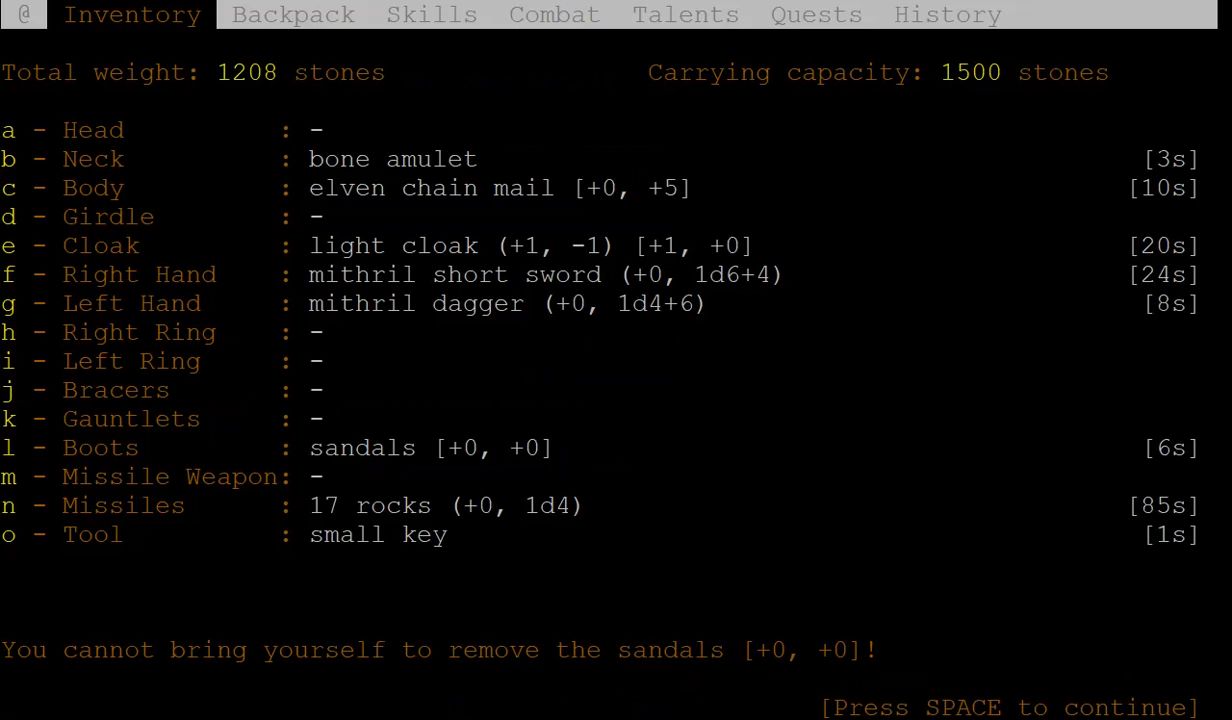 @ Inventory Backpack Skills Combat Talents Quests History
Total weight: 1208 stones Carrying capacity: 1500 stones
a - Head : -
b - Neck : bone amulet [3s]
c - Body : elven chain mail [+0, +5] [10s]
d - Girdle : -
e - Cloak : light cloak (+1, -1) [+1, +0] [20s]
f - Right Hand : mithril short sword (+0, 1d6+4) [24s]
g - Left Hand : mithril dagger (+0, 1d4+6) [8s]
h - Right Ring : -
i - Left Ring : -
j - Bracers : -
k - Gauntlets : -
l - Boots : sandals [+0, +0] [6s]
m - Missile Weapon: -
n - Missiles : 17 rocks (+0, 1d4) [85s]
o - Tool : small key [1s]
You cannot bring yourself to remove the sandals [+0, +0]!
[Press SPACE to continue]